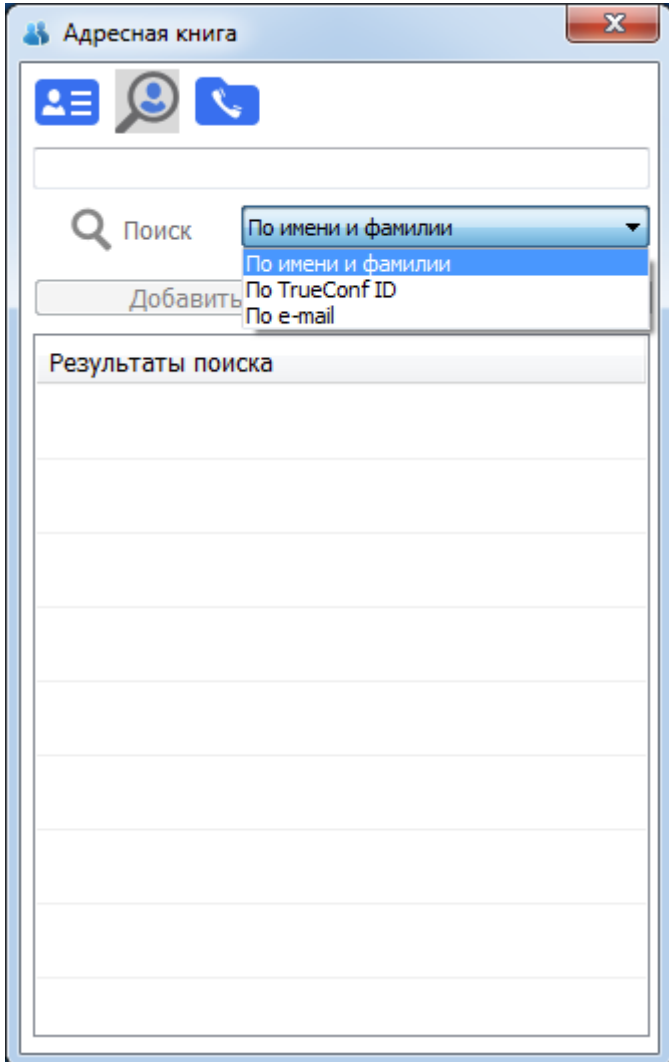 Адресная книга
Поиск По имени и фамилии
По имени и фамилии
Добавить По TrueConf ID
По e-mail
Результаты поиска